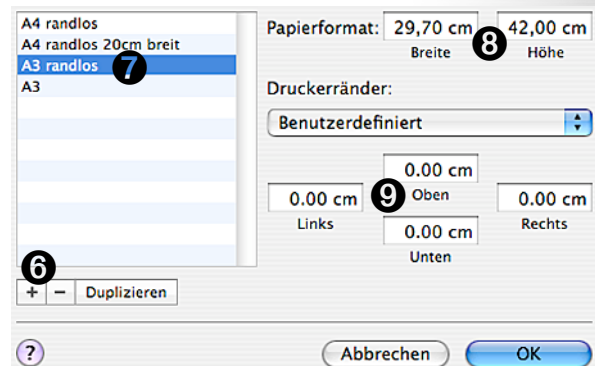 A4 randlos
A4 randlos 20cm breit
A3 randlos
A3
7
6
+ − Duplizieren
Papierformat: 29,70 cm 8 42,00 cm
Breite Höhe
Druckerränder:
Benutzerdefiniert
0.00 cm
Oben
0.00 cm 9 0.00 cm
Links Rechts
0.00 cm
Unten
? Abbrechen OK